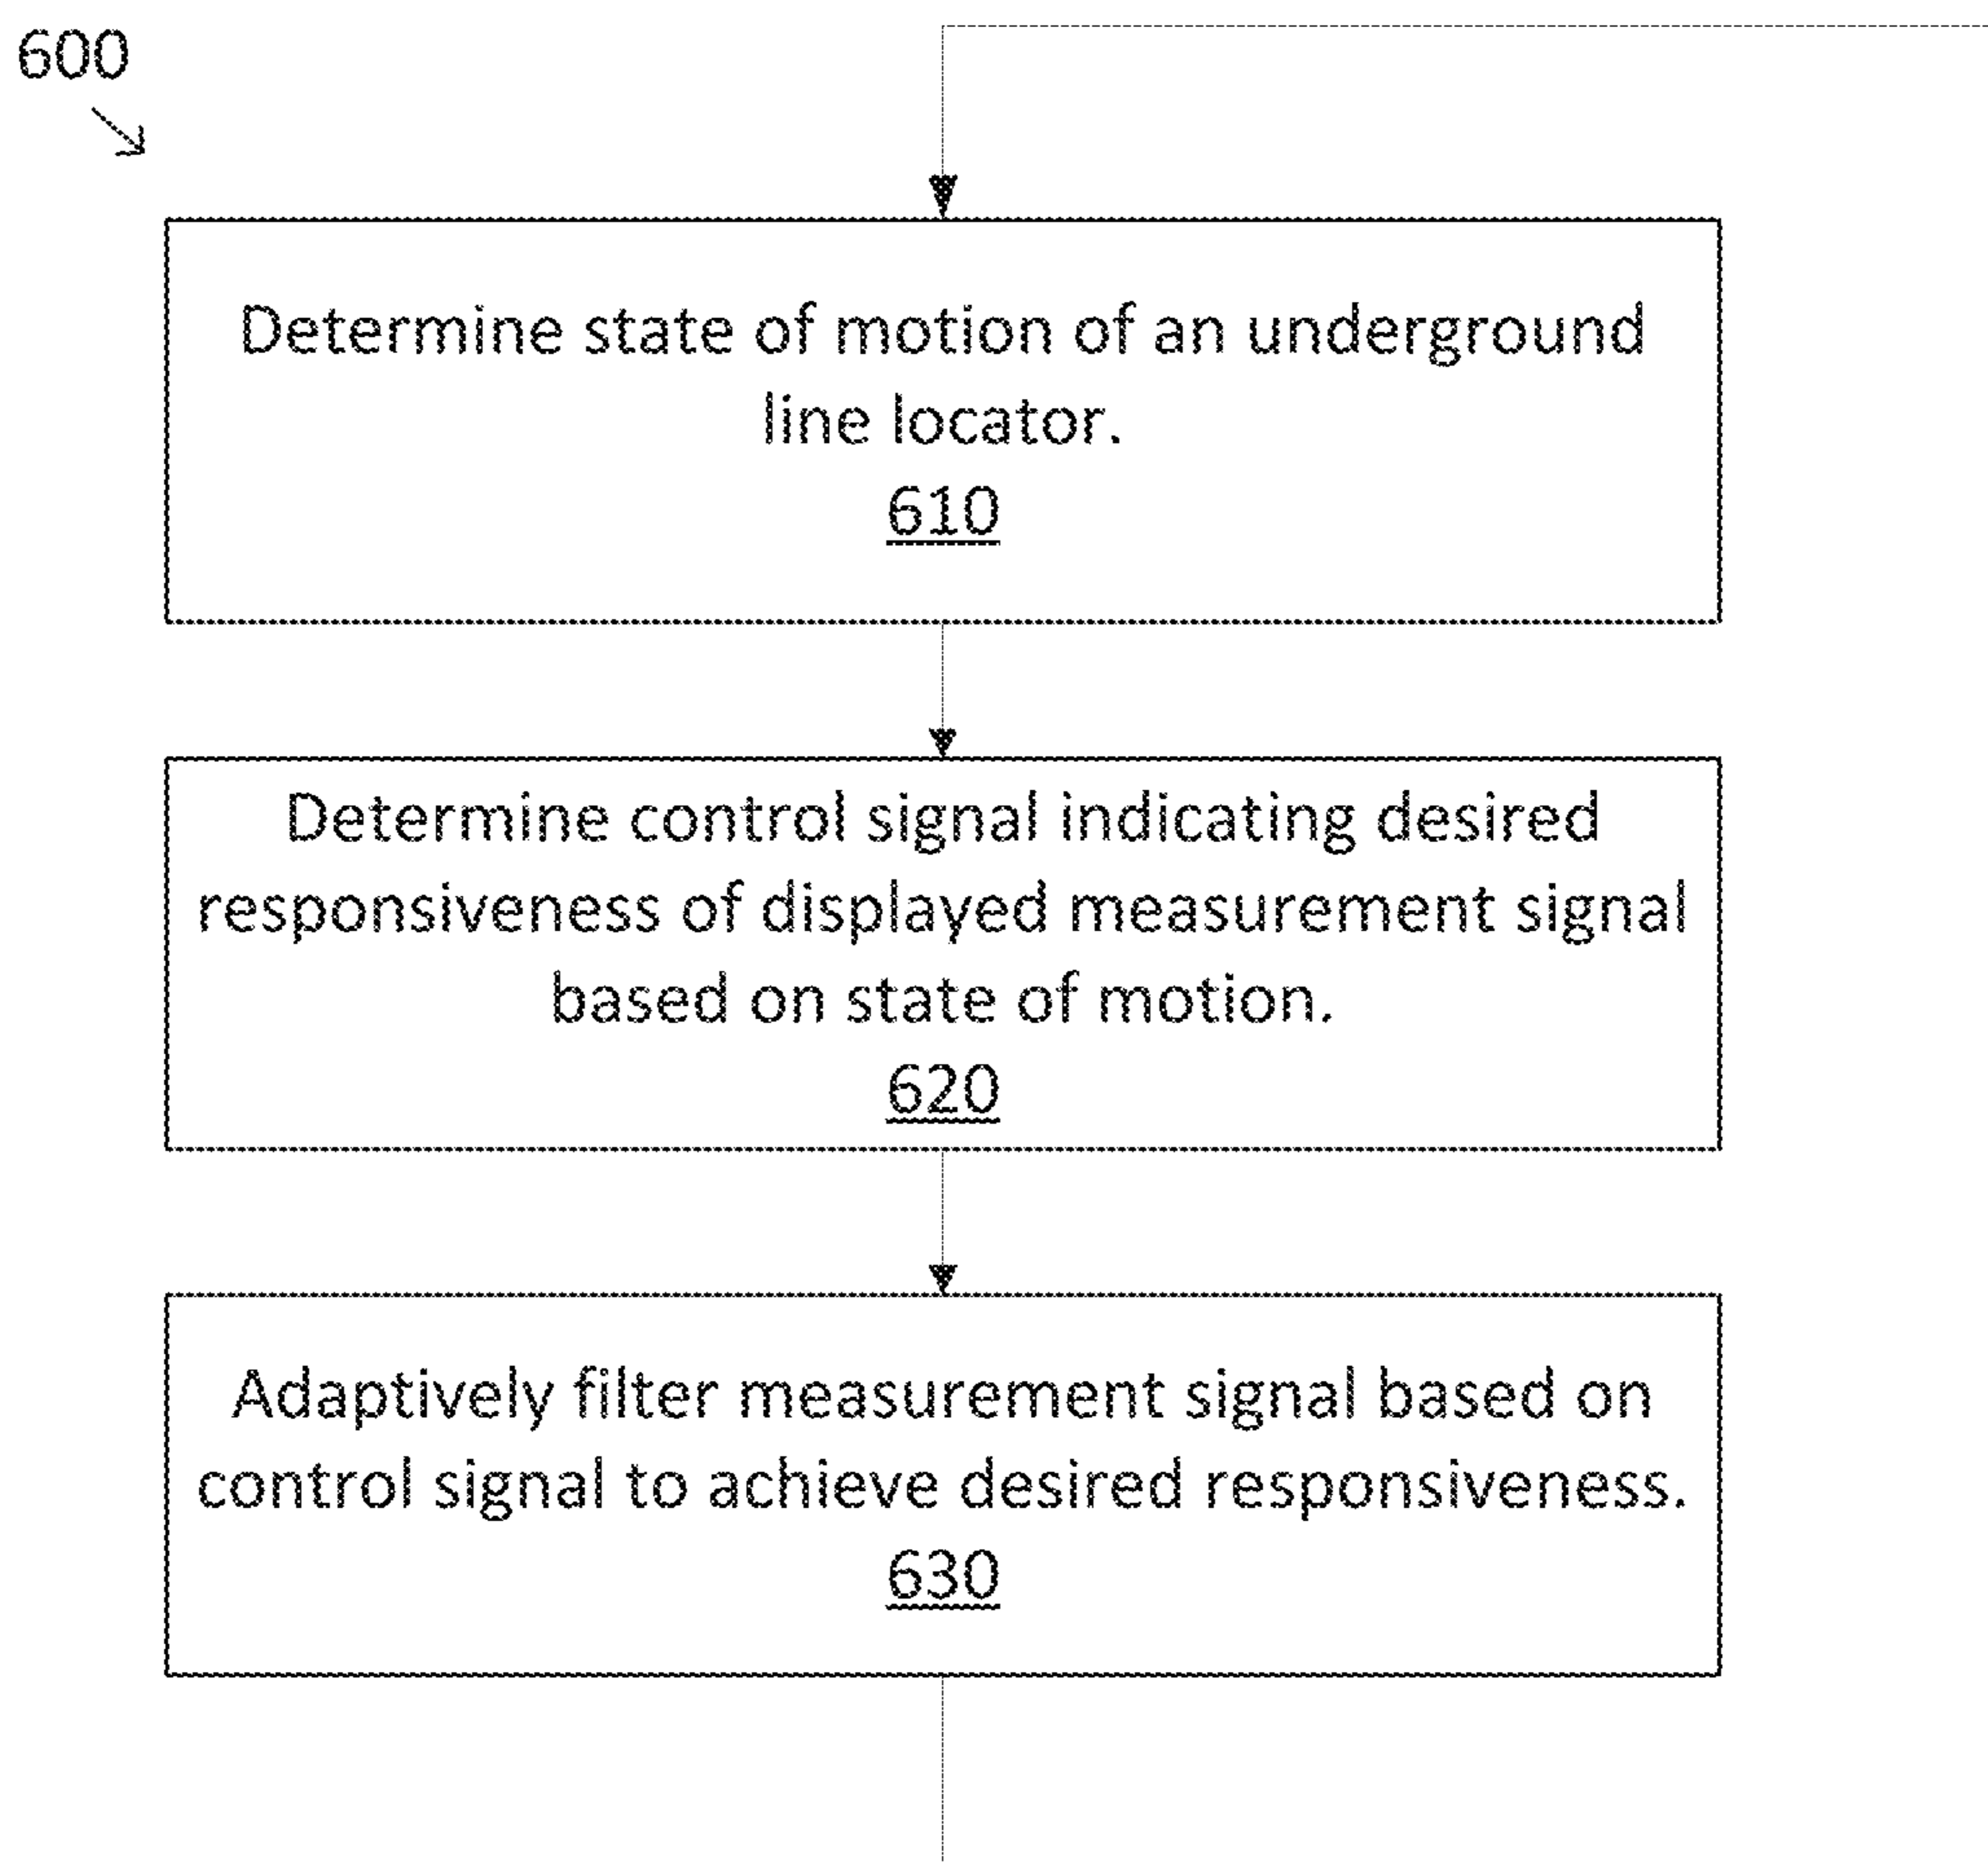 600
Determine state of motion of an underground
line locator.
610
Determine control signal indicating desired
responsiveness of displayed measurement signal
based on state of motion.
620
Adaptively filter measurement signal based on
control signal to achieve desired responsiveness.
630